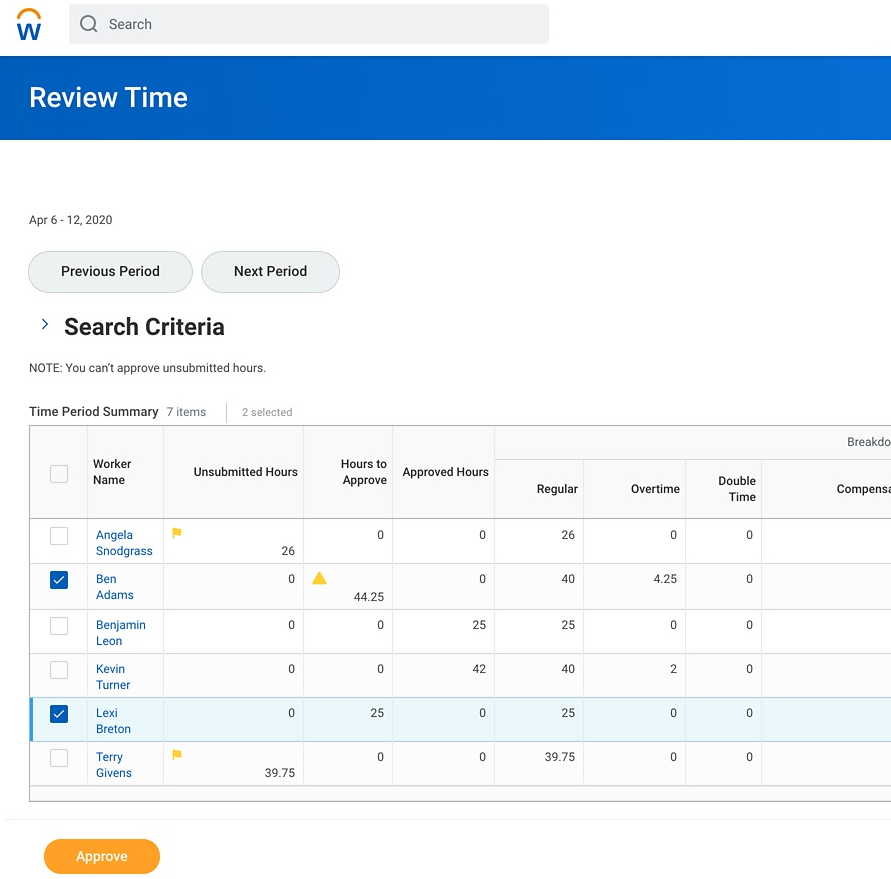 W
Search
Review Time
Apr 6 - 12, 2020
Previous Period Next Period
Search Criteria
NOTE: You can't approve unsubmitted hours.
Time Period Summary 7 items 2 selected
Breakdo
Worker Name Unsubmitted Hours Hours to Approve Approved Hours Regular Overtime Double Time Compensa
Angela Snodgrass 26 0 0 26 0 0
Ben Adams 0 44.25 0 40 4.25 0
Benjamin Leon 0 0 25 25 0 0
Kevin Turner 0 0 42 40 2 0
Lexi Breton 0 25 0 25 0 0
Terry Givens 39.75 0 0 39.75 0 0
Approve